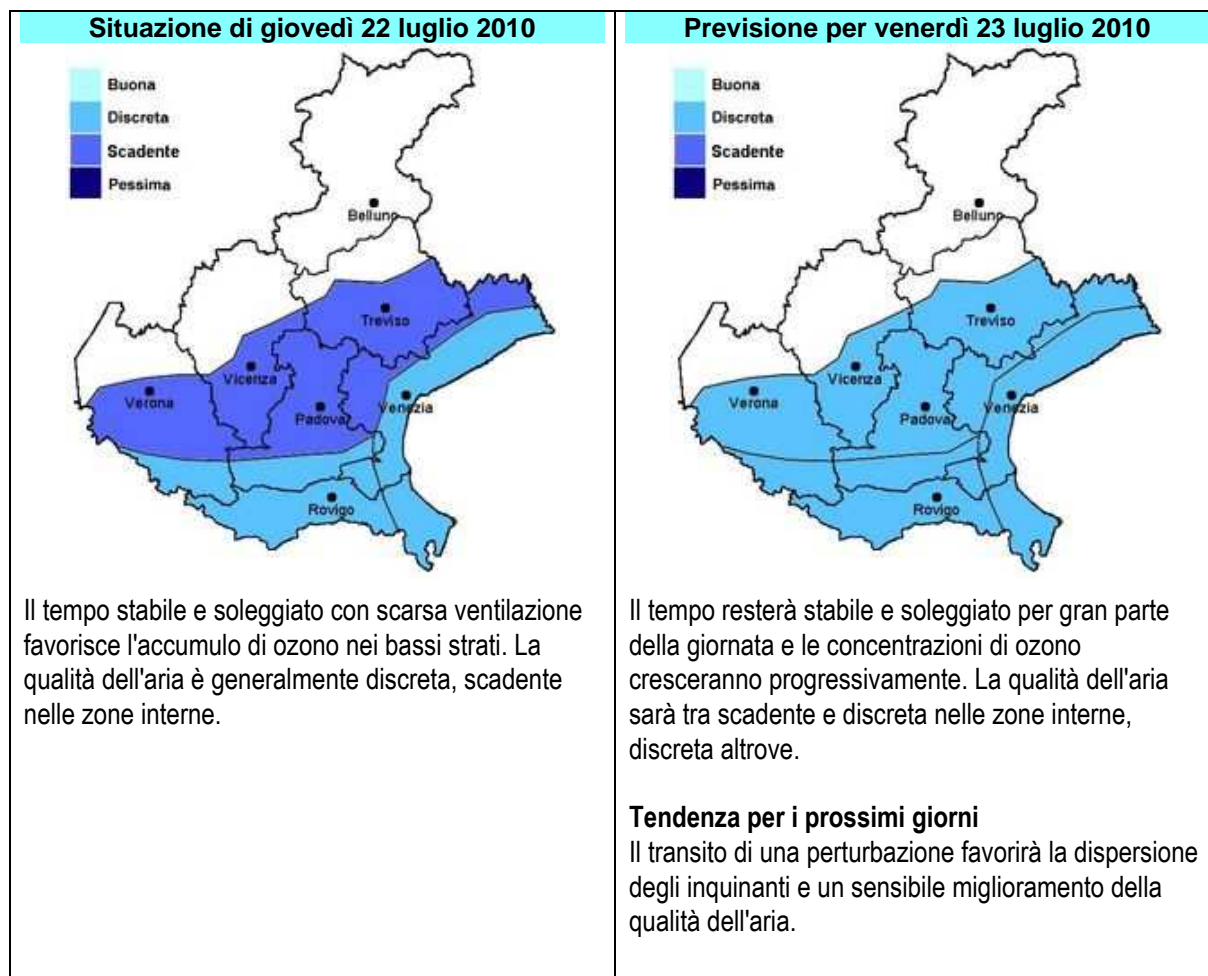 Situazione di giovedì 22 luglio 2010
Buona
Discreta
Scadente
Pessima
Belluno
Treviso
Vicenza
Verona
Padova
Venezia
Rovigo
Il tempo stabile e soleggiato con scarsa ventilazione
favorisce l'accumulo di ozono nei bassi strati. La
qualità dell'aria è generalmente discreta, scadente
nelle zone interne.
Previsione per venerdì 23 luglio 2010
Buona
Discreta
Scadente
Pessima
Belluno
Treviso
Vicenza
Verona
Padova
Venezia
Rovigo
Il tempo resterà stabile e soleggiato per gran parte
della giornata e le concentrazioni di ozono
cresceranno progressivamente. La qualità dell'aria
sarà tra scadente e discreta nelle zone interne,
discreta altrove.
Tendenza per i prossimi giorni
Il transito di una perturbazione favorirà la dispersione
degli inquinanti e un sensibile miglioramento della
qualità dell'aria.